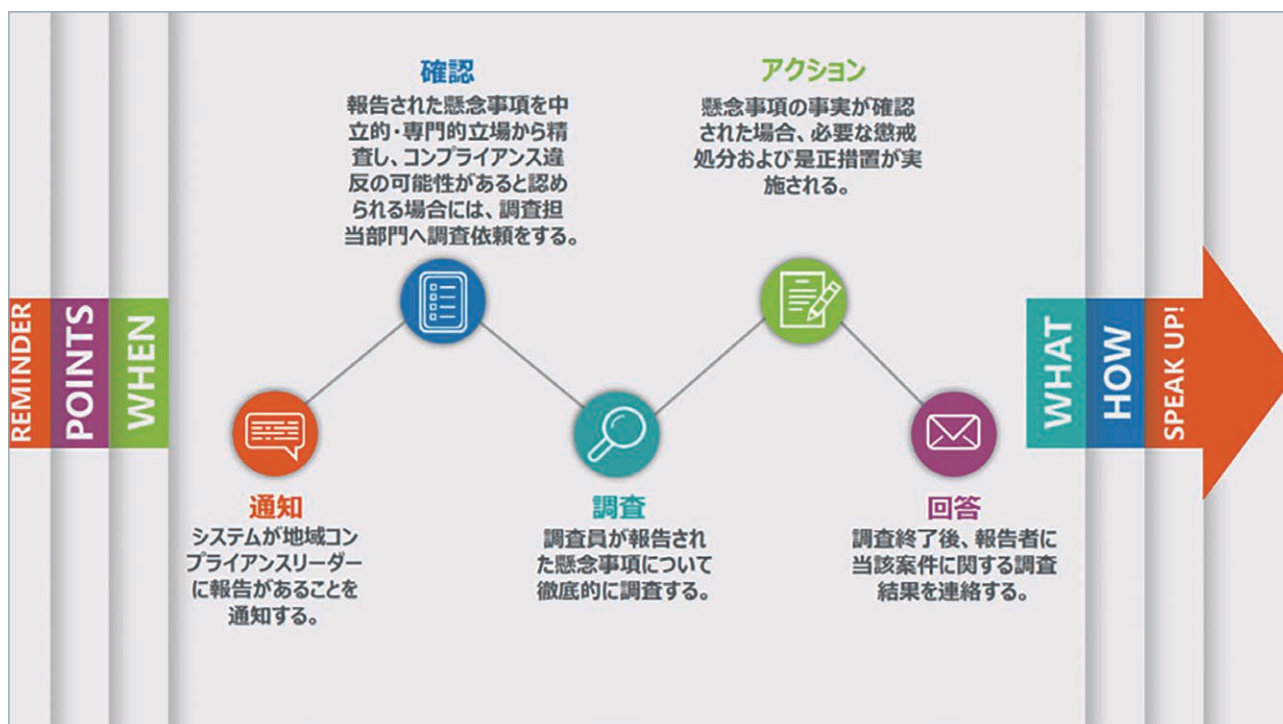 REMINDER
POINTS
WHEN
通知
システムが地域コン
プライアンスリーダー
に報告があることを
通知する。
確認
報告された懸念事項を中
立的・専門的立場から精
査し、コンプライアンス違
反の可能性があると認め
られる場合には、調査担
当部門へ調査依頼をする。
調査
調査員が報告され
た懸念事項について
徹底的に調査する。
アクション
懸念事項の事実が確認
された場合、必要な懲戒
処分および是正措置が実
施される。
回答
調査終了後、報告者に
当該案件に関する調査
結果を連絡する。
WHAT
HOW
SPEAK UP!